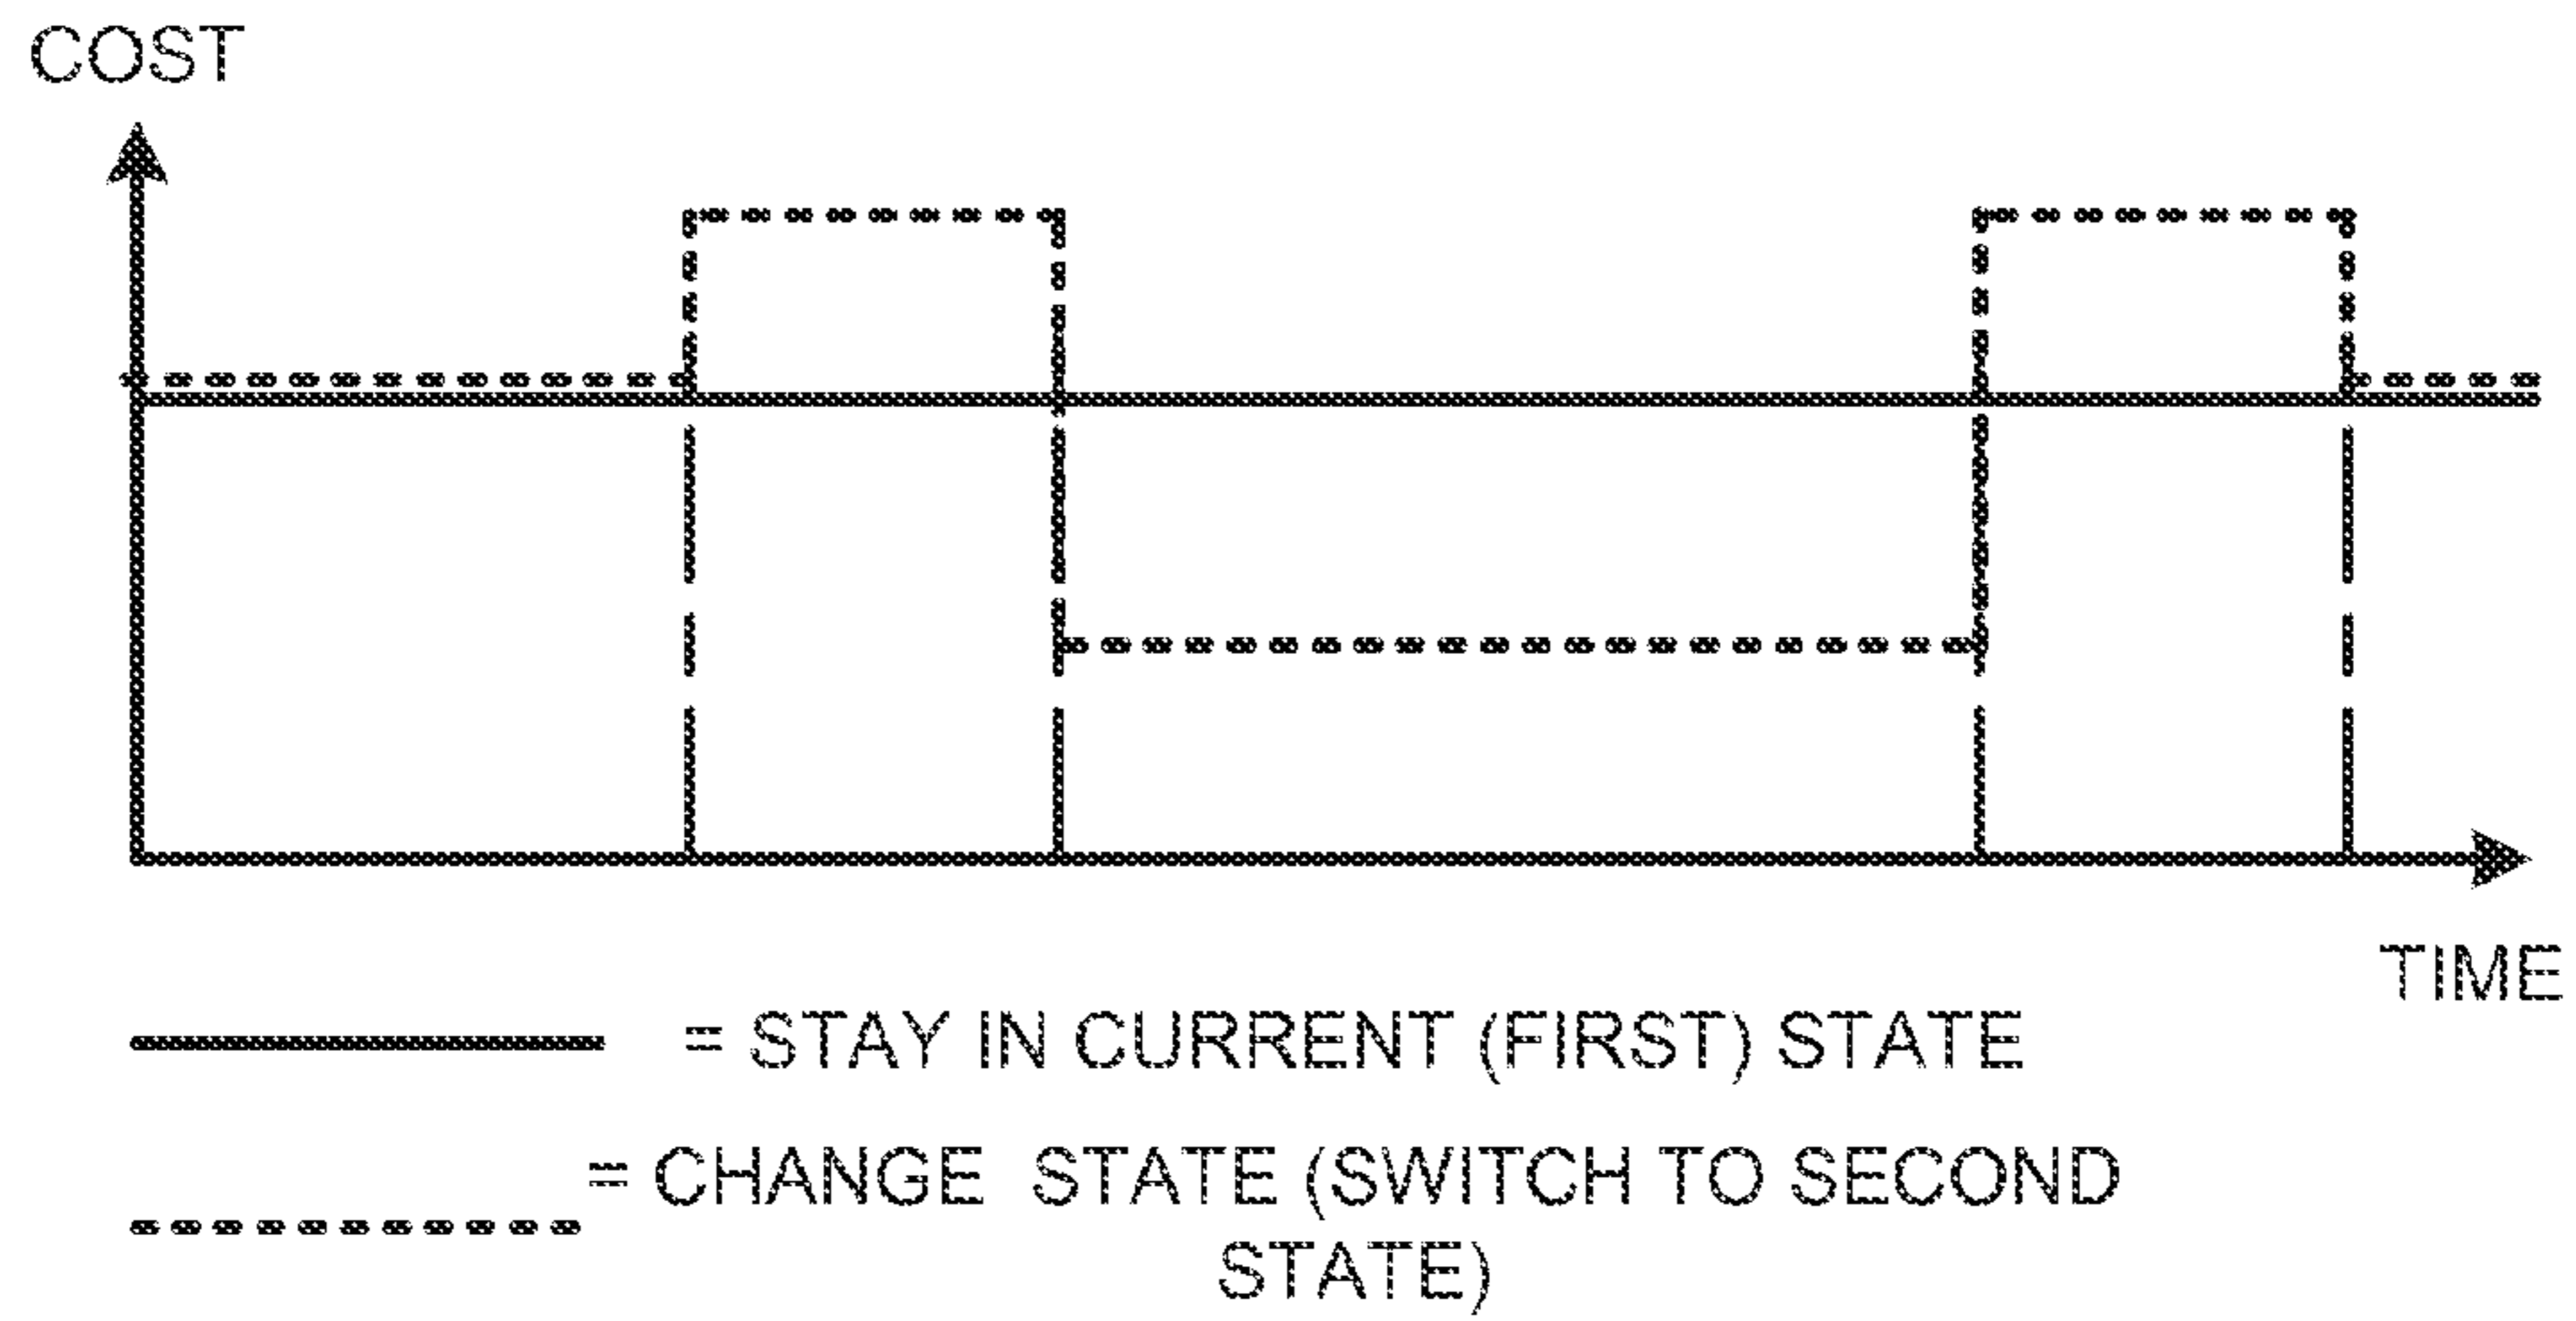 COST
TIME
= STAY IN CURRENT (FIRST) STATE
= CHANGE STATE (SWITCH TO SECOND
STATE)